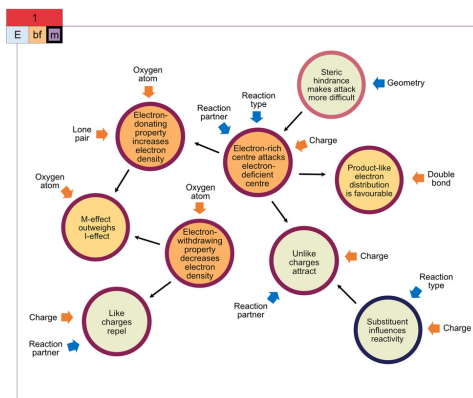 1
E bf m
Oxygen
atom
Lone
pair
Electron-
donating
property
increases
electron
density
Reaction
partner
Reaction
type
Steric
hindrance
makes attack
more difficult
Geometry
Charge
Electron-rich
centre attacks
electron-
deficient
centre
Product-like
electron
distribution
is favourable
Double
bond
Oxygen
atom
M-effect
outweighs
I-effect
Oxygen
atom
Electron-
withdrawing
property
decreases
electron
density
Unlike
charges
attract
Charge
Reaction
partner
Reaction
type
Charge
Reaction
partner
Like
charges
repel
Substituent
influences
reactivity
Charge